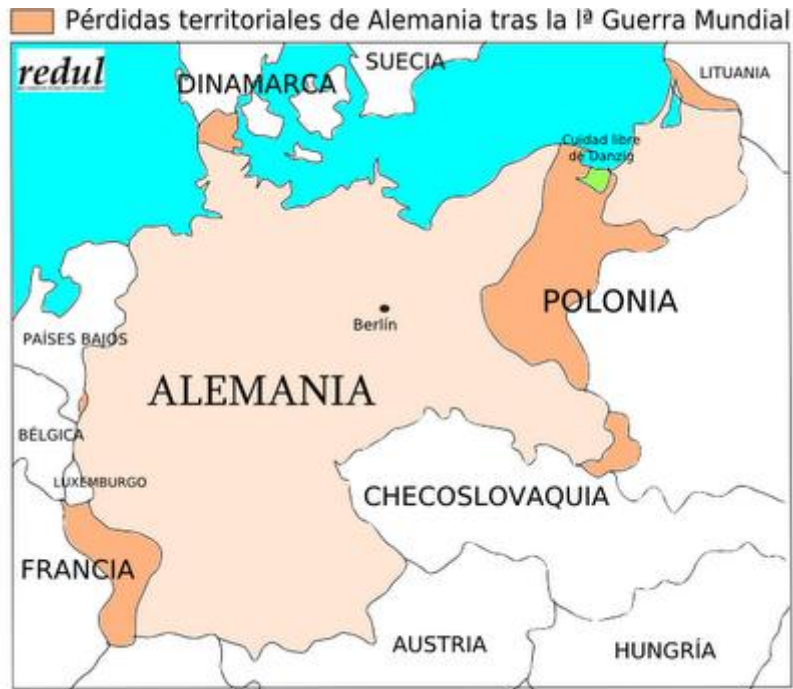 Pérdidas territoriales de Alemania tras la Iª Guerra Mundial
redul
DINAMARCA
SUECIA
LITUANIA
Cuidad libre
de Danzig
POLONIA
Berlín
PAÍSES BAJOS
ALEMANIA
BÉLGICA
LUXEMBURGO
CHECOSLOVAQUIA
FRANCIA
AUSTRIA
HUNGRÍA